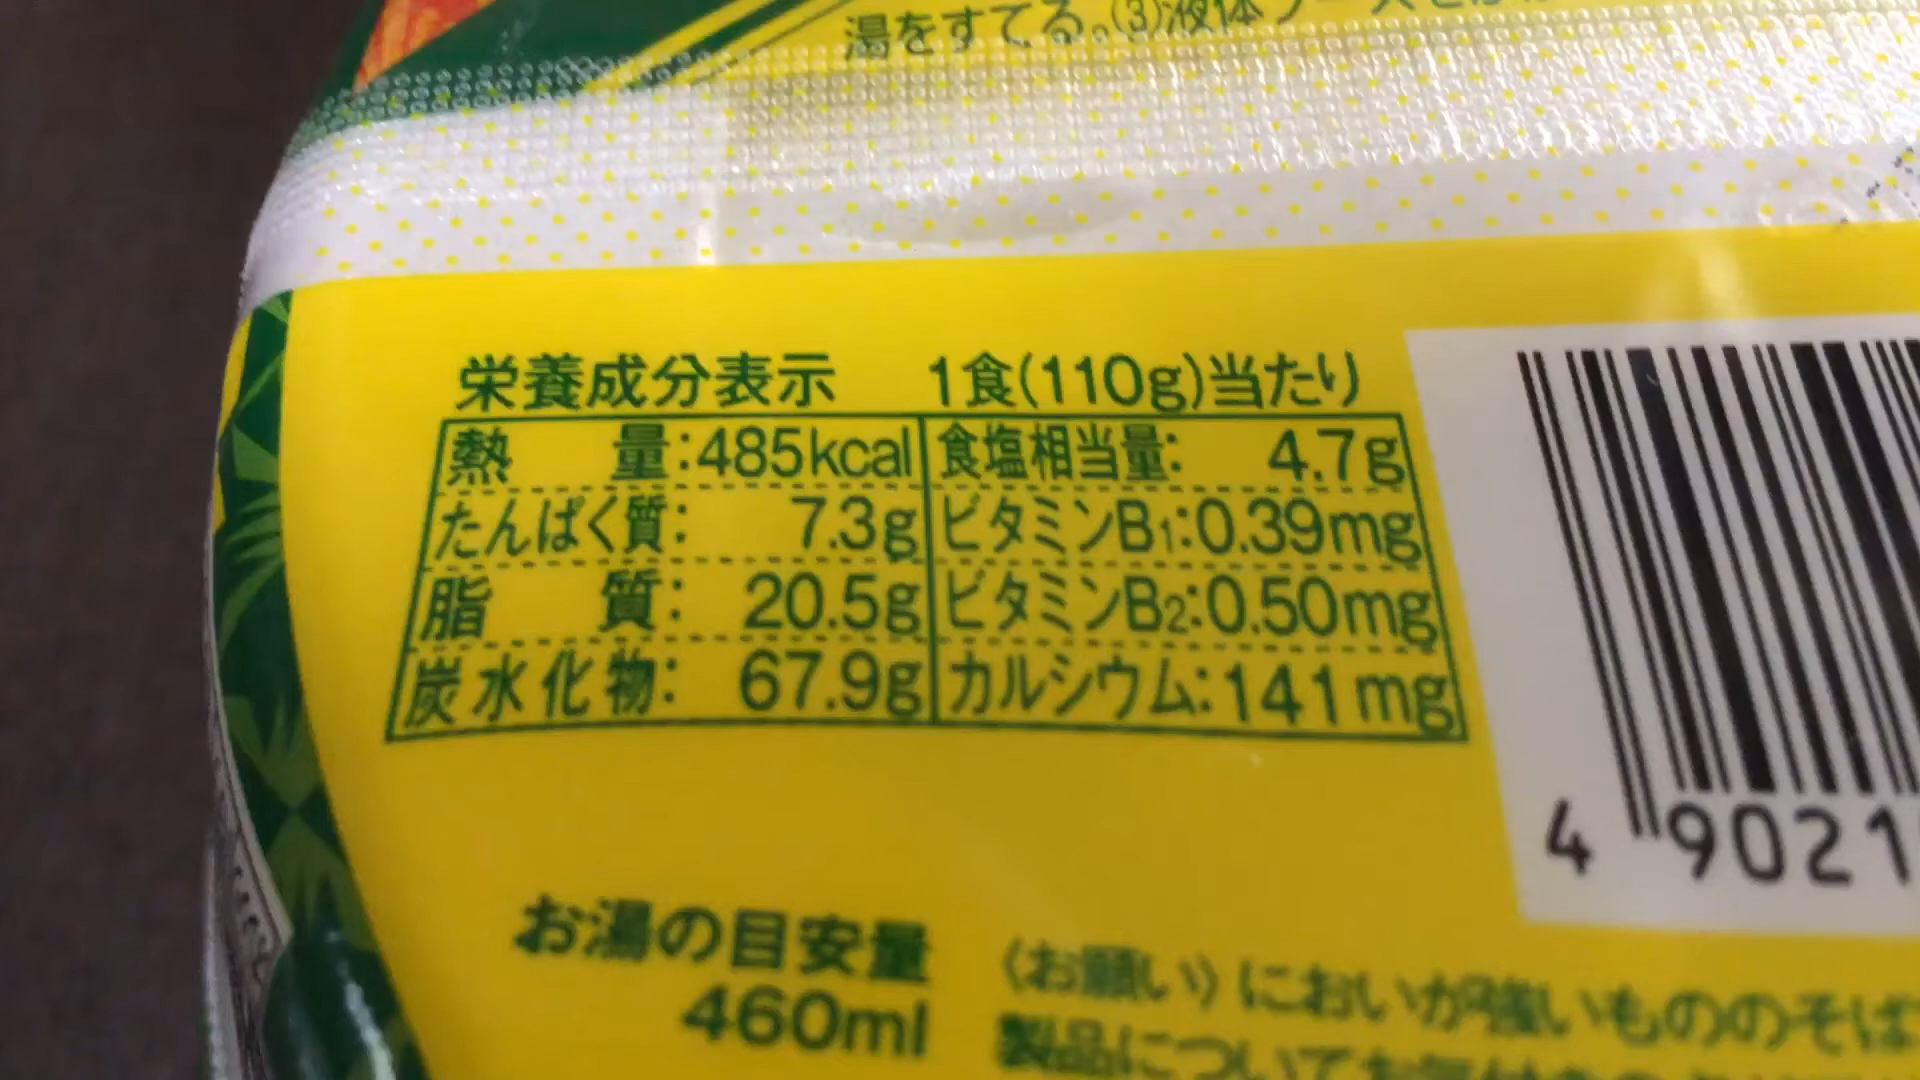 湯をすてる。(3)液体ソース
栄養成分表示 1食(110g)当たり
熱量:485kcal 食塩相当量: 4.7g
たんぱく質: 7.3g ビタミンB1:0.39mg
脂質: 20.5g ビタミンB2:0.50mg
炭水化物: 67.9g カルシウム:141mg
4 9021
お湯の目安量
460ml
〈お願い〉においが強いもののそば
製品について